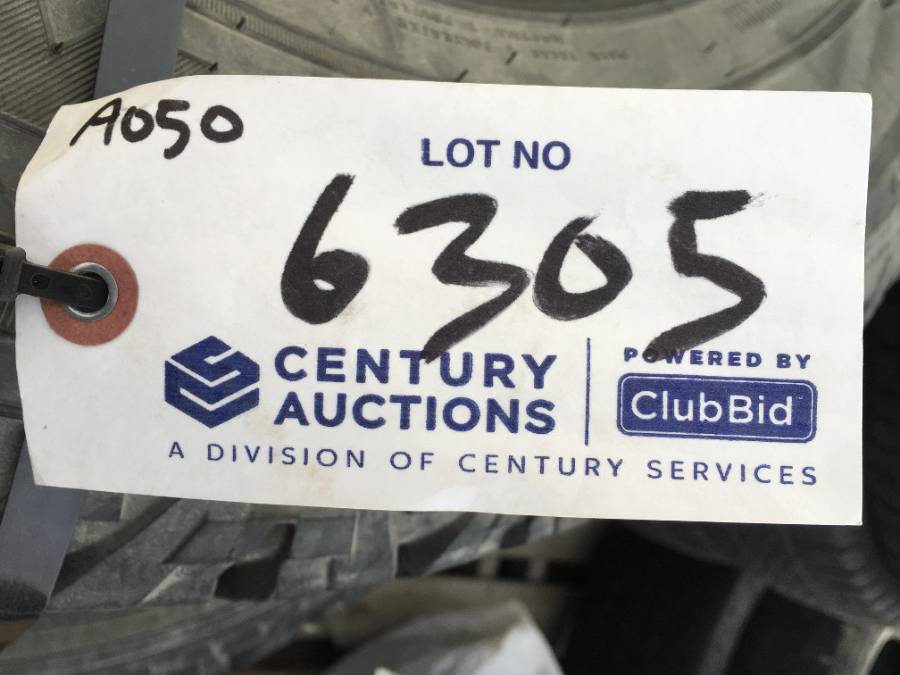 A050
LOT NO
6305
CENTURY
AUCTIONS
POWERED BY
ClubBid
A DIVISION OF CENTURY SERVICES